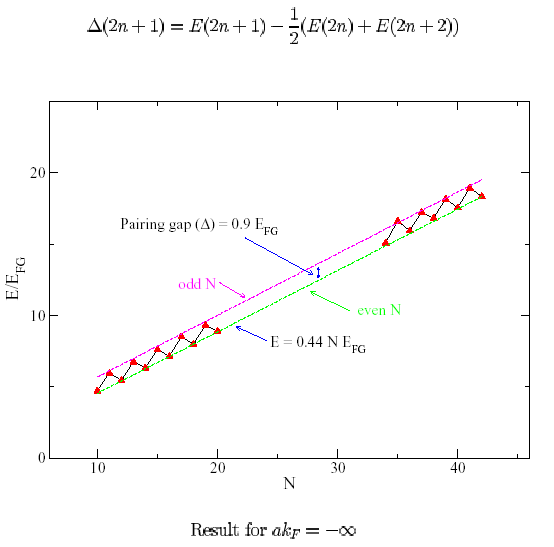 Δ(2n + 1) = E(2n + 1) − 1/2 (E(2n) + E(2n + 2))
20
Pairing gap (Δ) = 0.9 E_FG
E/E_FG
odd N
even N
10
E = 0.44 N E_FG
0
10 20 30 40
N
Result for ak_F = −∞